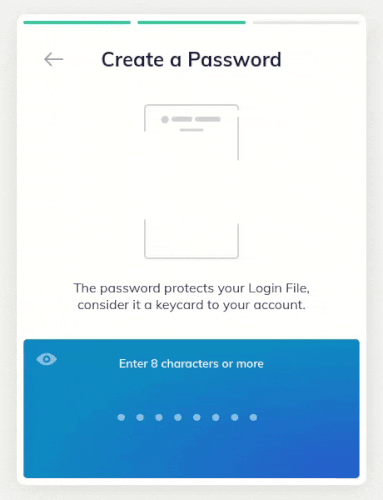 Create a Password
The password protects your Login File,
consider it a keycard to your account.
Enter 8 characters or more